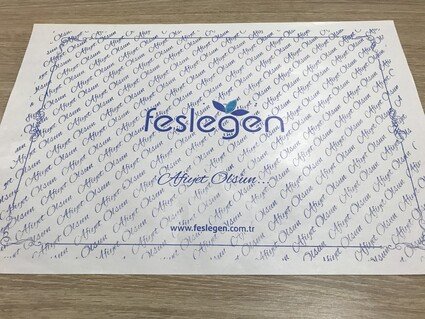 feslegen
Afiyet Olsun...
www.feslegen.com.tr